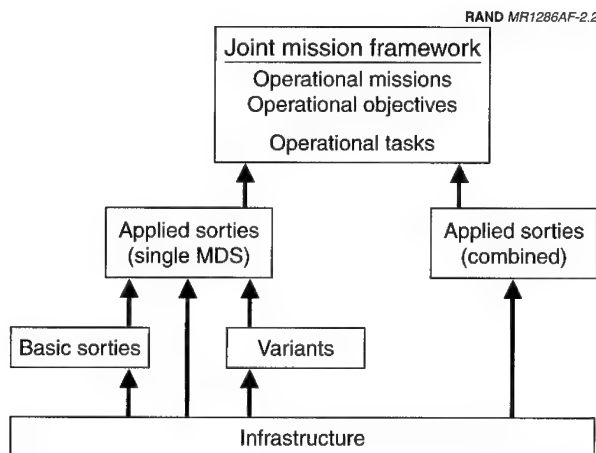 RAND MR1286AF-2.2
Joint mission framework
Operational missions
Operational objectives
Operational tasks
Applied sorties
(single MDS)
Applied sorties
(combined)
Basic sorties
Variants
Infrastructure